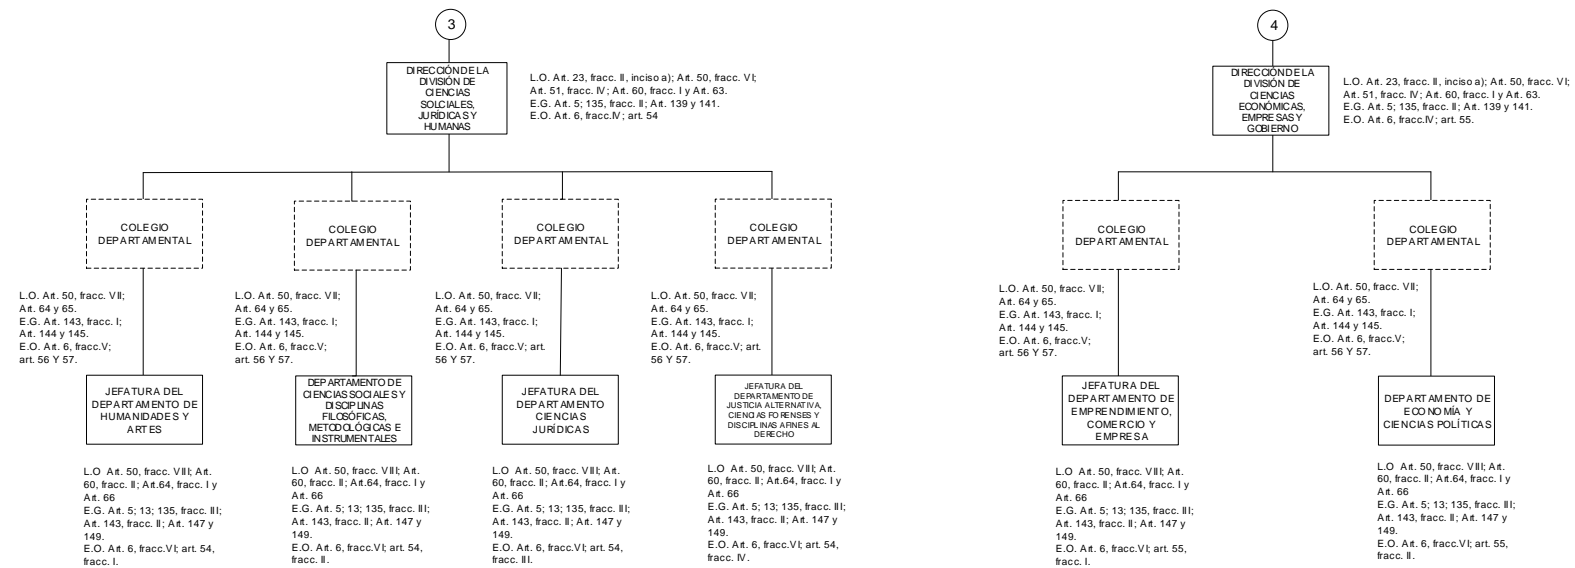 3
DIRECCIÓN DE LA
DIVISIÓN DE
CIENCIAS
SOLCIALES,
JURÍDICAS Y
HUMANAS
L.O. Art. 23, fracc. II, inciso a); Art. 50, fracc. VI;
Art. 51, fracc. IV; Art. 60, fracc. I y Art. 63.
E.G. Art. 5; 135, fracc. II; Art. 139 y 141.
E.O. Art. 6, fracc.IV; art. 54
COLEGIO
DEPARTAMENTAL
COLEGIO
DEPARTAMENTAL
COLEGIO
DEPARTAMENTAL
COLEGIO
DEPARTAMENTAL
L.O. Art. 50, fracc. VII;
Art. 64 y 65.
E.G. Art. 143, fracc. I;
Art. 144 y 145.
E.O. Art. 6, fracc.V;
art. 56 Y 57.
L.O. Art. 50, fracc. VII;
Art. 64 y 65.
E.G. Art. 143, fracc. I;
Art. 144 y 145.
E.O. Art. 6, fracc.V;
art. 56 Y 57.
L.O. Art. 50, fracc. VII;
Art. 64 y 65.
E.G. Art. 143, fracc. I;
Art. 144 y 145.
E.O. Art. 6, fracc.V;
art. 56 Y 57.
L.O. Art. 50, fracc. VII;
Art. 64 y 65.
E.G. Art. 143, fracc. I;
Art. 144 y 145.
E.O. Art. 6, fracc.V; art.
56 Y 57.
JEFATURA DEL
DEPARTAMENTO DE
HUMANIDADES Y
ARTES
DEPARTAMENTO DE
CIENCIAS SOCIALES Y
DISCIPLINAS
FILOSÓFICAS,
METODOLÓGICAS E
INSTRUMENTALES
JEFATURA DEL
DEPARTAMENTO
CIENCIAS
JURÍDICAS
JEFATURA DEL
DEPARTAMENTO DE
JUSTICIA ALTERNATIVA,
CIENCIAS FORENSES Y
DISCIPLINAS AFINES AL
DERECHO
L.O Art. 50, fracc. VIII; Art.
60, fracc. II; Art.64, fracc. I y
Art. 66
E.G. Art. 5; 13; 135, fracc. III;
Art. 143, fracc. II; Art. 147 y
149.
E.O. Art. 6, fracc.VI; art. 54,
fracc. I.
L.O Art. 50, fracc. VIII; Art.
60, fracc. II; Art.64, fracc. I y
Art. 66
E.G. Art. 5; 13; 135, fracc. III;
Art. 143, fracc. II; Art. 147 y
149.
E.O. Art. 6, fracc.VI; art. 54,
fracc. II.
L.O Art. 50, fracc. VIII; Art.
60, fracc. II; Art.64, fracc. I y
Art. 66
E.G. Art. 5; 13; 135, fracc. III;
Art. 143, fracc. II; Art. 147 y
149.
E.O. Art. 6, fracc.VI; art. 54,
fracc. III.
L.O Art. 50, fracc. VIII; Art.
60, fracc. II; Art.64, fracc. I y
Art. 66
E.G. Art. 5; 13; 135, fracc. III;
Art. 143, fracc. II; Art. 147 y
149.
E.O. Art. 6, fracc.VI; art. 54,
fracc. IV.
4
DIRECCIÓN DE LA
DIVISIÓN DE
CIENCIAS
ECONÓMICAS,
EMPRESAS Y
GOBIERNO
L.O. Art. 23, fracc. II, inciso a); Art. 50, fracc. VI;
Art. 51, fracc. IV; Art. 60, fracc. I y Art. 63.
E.G. Art. 5; 135, fracc. II; Art. 139 y 141.
E.O. Art. 6, fracc.IV; art. 55.
COLEGIO
DEPARTAMENTAL
COLEGIO
DEPARTAMENTAL
L.O. Art. 50, fracc. VII;
Art. 64 y 65.
E.G. Art. 143, fracc. I;
Art. 144 y 145.
E.O. Art. 6, fracc.V;
art. 56 Y 57.
L.O. Art. 50, fracc. VII;
Art. 64 y 65.
E.G. Art. 143, fracc. I;
Art. 144 y 145.
E.O. Art. 6, fracc.V;
art. 56 Y 57.
JEFATURA DEL
DEPARTAMENTO DE
EMPRENDIMIENTO,
COMERCIO Y
EMPRESA
DEPARTAMENTO DE
ECONOMÍA Y
CIENCIAS POLÍTICAS
L.O Art. 50, fracc. VIII; Art.
60, fracc. II; Art.64, fracc. I y
Art. 66
E.G. Art. 5; 13; 135, fracc. III;
Art. 143, fracc. II; Art. 147 y
149.
E.O. Art. 6, fracc.VI; art. 55,
fracc. I.
L.O Art. 50, fracc. VIII; Art.
60, fracc. II; Art.64, fracc. I y
Art. 66
E.G. Art. 5; 13; 135, fracc. III;
Art. 143, fracc. II; Art. 147 y
149.
E.O. Art. 6, fracc.VI; art. 55,
fracc. II.